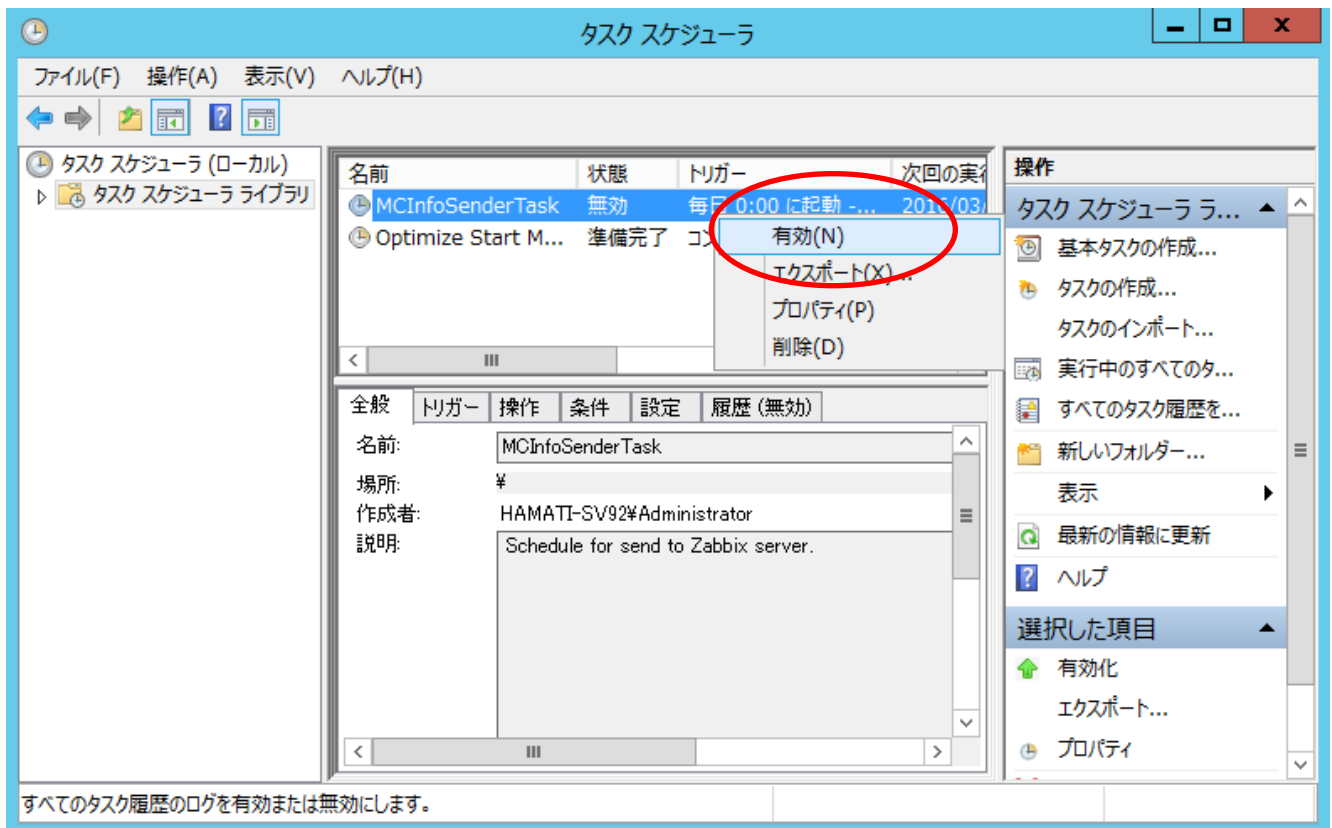 タスク スケジューラ
ファイル(F) 操作(A) 表示(V) ヘルプ(H)
タスク スケジューラ (ローカル)
タスク スケジューラ ライブラリ
名前 状態 トリガー 次回の実行
MCInfoSenderTask 無効 毎日 0:00 に起動 -... 2016/03/
Optimize Start M... 準備完了 コン
有効(N)
エクスポート(X)...
プロパティ(P)
削除(D)
全般 トリガー 操作 条件 設定 履歴 (無効)
名前: MCInfoSenderTask
場所: ¥
作成者: HAMATI-SV92¥Administrator
説明: Schedule for send to Zabbix server.
操作
タスク スケジューラ ラ...
基本タスクの作成...
タスクの作成...
タスクのインポート...
実行中のすべてのタ...
すべてのタスク履歴を...
新しいフォルダー...
表示
最新の情報に更新
ヘルプ
選択した項目
有効化
エクスポート...
プロパティ
すべてのタスク履歴のログを有効または無効にします。